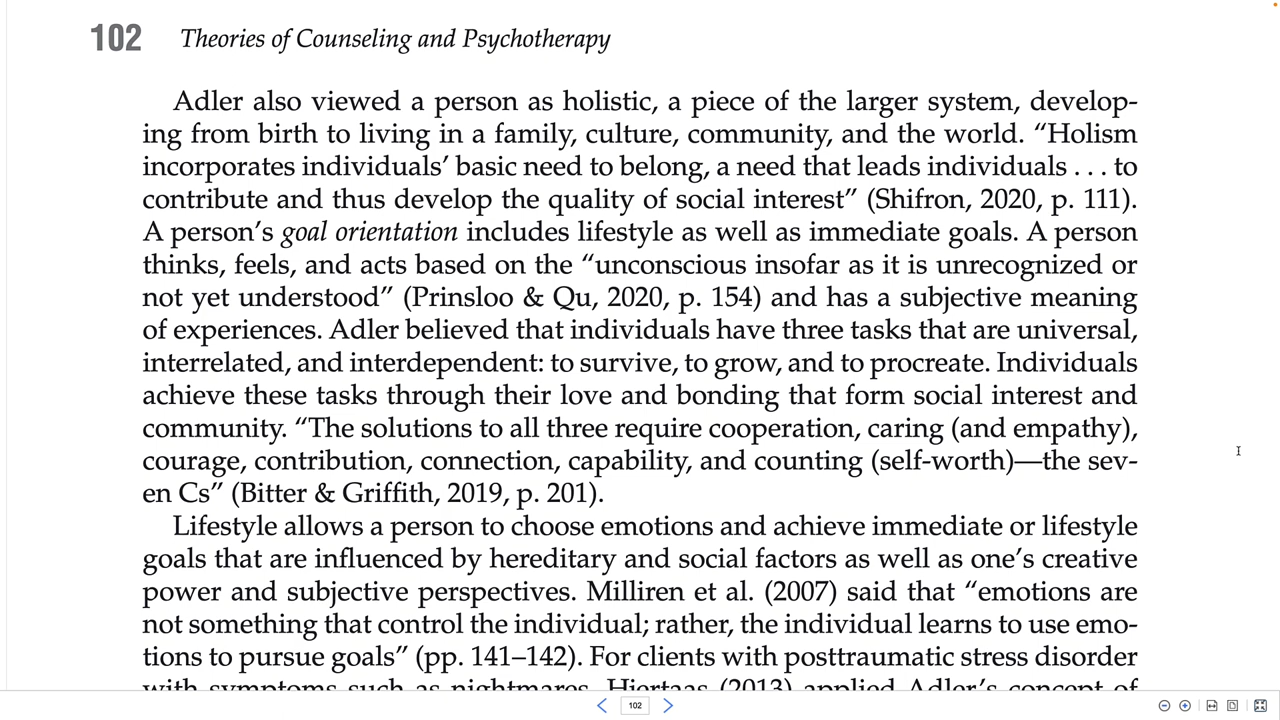 102 Theories of Counseling and Psychotherapy
Adler also viewed a person as holistic, a piece of the larger system, develop-
ing from birth to living in a family, culture, community, and the world. “Holism
incorporates individuals’ basic need to belong, a need that leads individuals . . . to
contribute and thus develop the quality of social interest” (Shifron, 2020, p. 111).
A person’s goal orientation includes lifestyle as well as immediate goals. A person
thinks, feels, and acts based on the “unconscious insofar as it is unrecognized or
not yet understood” (Prinsloo & Qu, 2020, p. 154) and has a subjective meaning
of experiences. Adler believed that individuals have three tasks that are universal,
interrelated, and interdependent: to survive, to grow, and to procreate. Individuals
achieve these tasks through their love and bonding that form social interest and
community. “The solutions to all three require cooperation, caring (and empathy),
courage, contribution, connection, capability, and counting (self-worth)—the sev-
en Cs” (Bitter & Griffith, 2019, p. 201).
Lifestyle allows a person to choose emotions and achieve immediate or lifestyle
goals that are influenced by hereditary and social factors as well as one’s creative
power and subjective perspectives. Milliren et al. (2007) said that “emotions are
not something that control the individual; rather, the individual learns to use emo-
tions to pursue goals” (pp. 141–142). For clients with posttraumatic stress disorder
with symptoms such as nightmares, Hjertaas (2013) applied Adler’s concept of
102